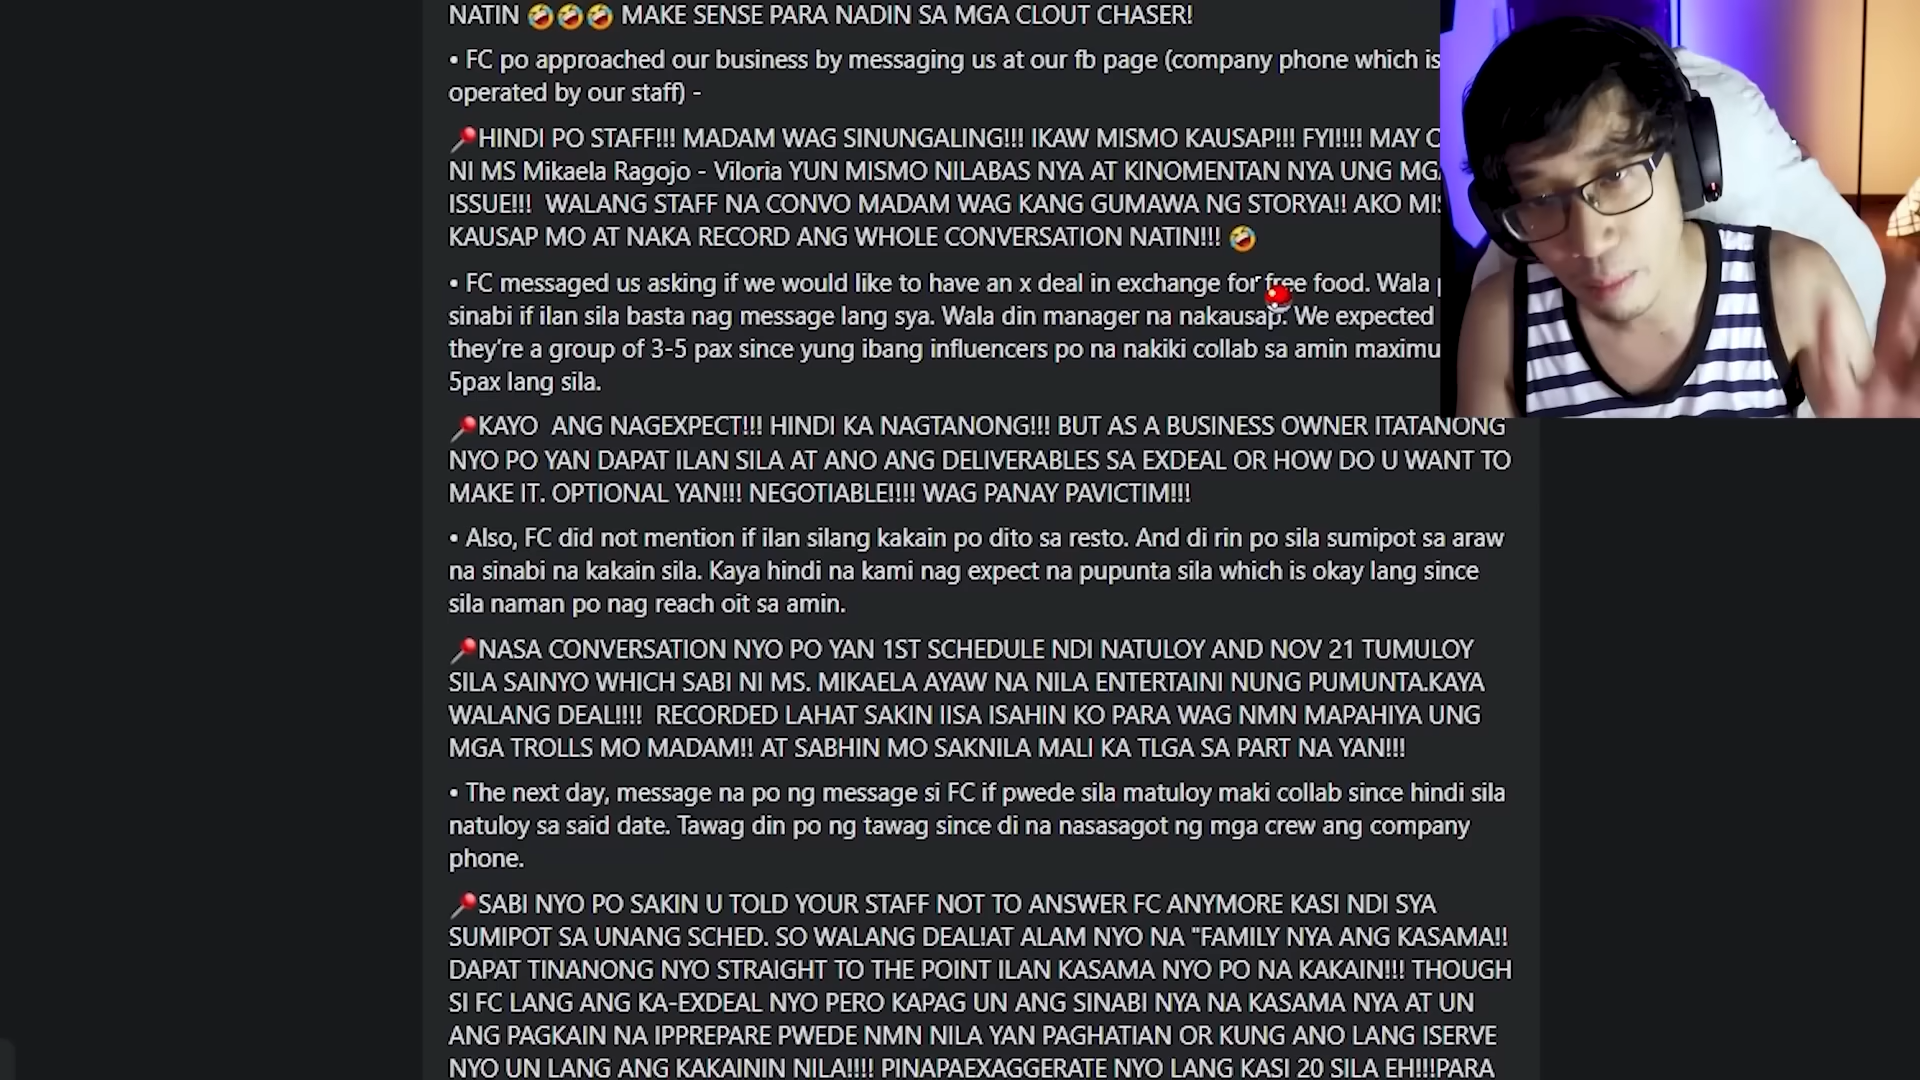 NATIN 🤣🤣🤣 MAKE SENSE PARA NADIN SA MGA CLOUT CHASER!
• FC po approached our business by messaging us at our fb page (company phone which is
operated by our staff) -
📍HINDI PO STAFF!!! MADAM WAG SINUNGALING!!! IKAW MISMO KAUSAP!!! FYI!!!! MAY
NI MS Mikaela Ragojo - Viloria YUN MISMO NILABAS NYA AT KINOMENTAN NYA UNG
ISSUE!!!  WALANG STAFF NA CONVO MADAM WAG KANG GUMAWA NG STORYA!! AKO
KAUSAP MO AT NAKA RECORD ANG WHOLE CONVERSATION NATIN!!! 🤣
• FC messaged us asking if we would like to have an x deal in exchange for free food. Wala
sinabi if ilan sila basta nag message lang sya. Wala din manager na nakausap. We expected
they’re a group of 3-5 pax since yung ibang influencers po na nakiki collab sa amin
5pax lang sila.
📍KAYO  ANG NAGEXPECT!!! HINDI KA NAGTANONG!!! BUT AS A BUSINESS OWNER ITATANONG
NYO PO YAN DAPAT ILAN SILA AT ANO ANG DELIVERABLES SA EXDEAL OR HOW DO U WANT TO
MAKE IT. OPTIONAL YAN!!! NEGOTIABLE!!!! WAG PANAY PAVICTIM!!!
• Also, FC did not mention if ilan silang kakain po dito sa resto. And di rin po sila sumipot sa araw
na sinabi na kakain sila. Kaya hindi na kami nag expect na pupunta sila which is okay lang since
sila naman po nag reach oit sa amin.
📍NASA CONVERSATION NYO PO YAN 1ST SCHEDULE NDI NATULOY AND NOV 21 TUMULOY
SILA SAINYO WHICH SABI NI MS. MIKAELA AYAW NA NILA ENTERTAINI NUNG PUMUNTA.KAYA
WALANG DEAL!!!!  RECORDED LAHAT SAKIN IISA ISAHIN KO PARA WAG NMN MAPAHIYA UNG
MGA TROLLS MO MADAM!! AT SABHIN MO SAKNILA MALI KA TLGA SA PART NA YAN!!!
• The next day, message na po ng message si FC if pwede sila matuloy maki collab since hindi sila
natuloy sa said date. Tawag din po ng tawag since di na nasasagot ng mga crew ang company
phone.
📍SABI NYO PO SAKIN U TOLD YOUR STAFF NOT TO ANSWER FC ANYMORE KASI NDI SYA
SUMIPOT SA UNANG SCHED. SO WALANG DEAL!AT ALAM NYO NA "FAMILY NYA ANG KASAMA!!
DAPAT TINANONG NYO STRAIGHT TO THE POINT ILAN KASAMA NYO PO NA KAKAIN!!! THOUGH
SI FC LANG ANG KA-EXDEAL NYO PERO KAPAG UN ANG SINABI NYA NA KASAMA NYA AT UN
ANG PAGKAIN NA IPPREPARE PWEDE NMN NILA YAN PAGHATIAN OR KUNG ANO LANG ISERVE
NYO UN LANG ANG KAKAININ NILA!!!! PINAPAEXAGGERATE NYO LANG KASI 20 SILA EH!!!PARA